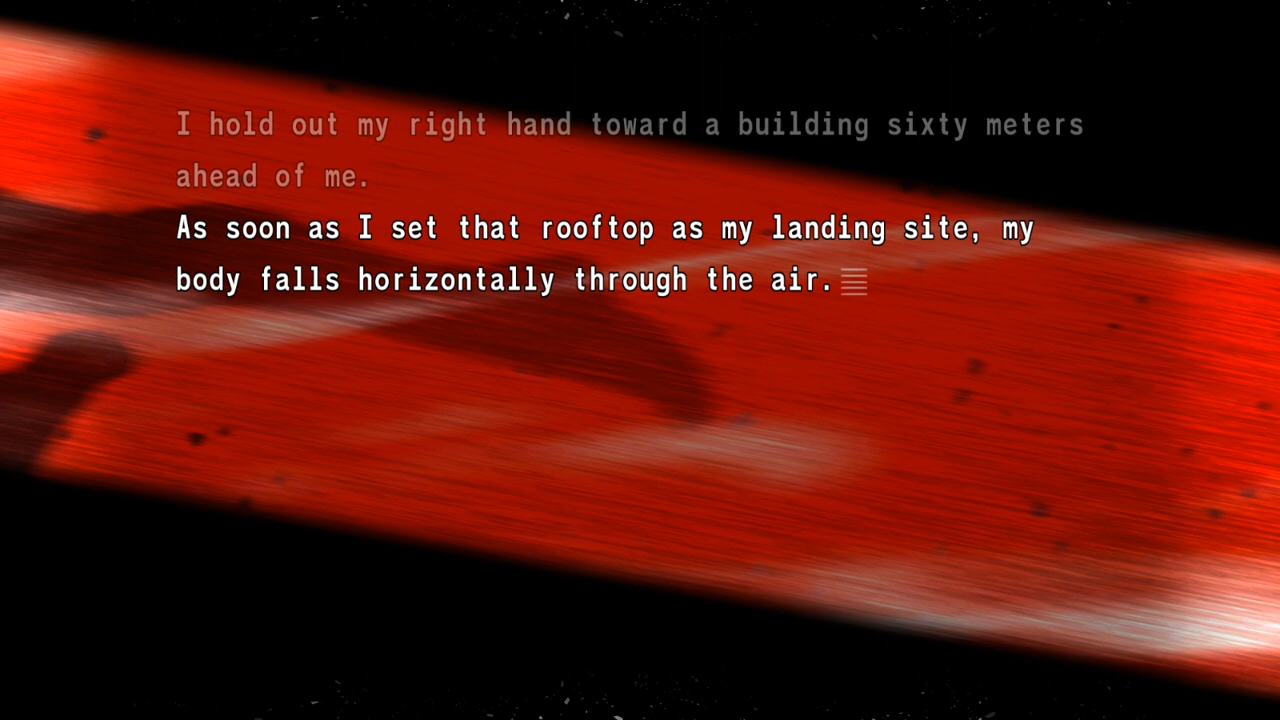 I hold out my right hand toward a building sixty meters
ahead of me.
As soon as I set that rooftop as my landing site, my
body falls horizontally through the air.